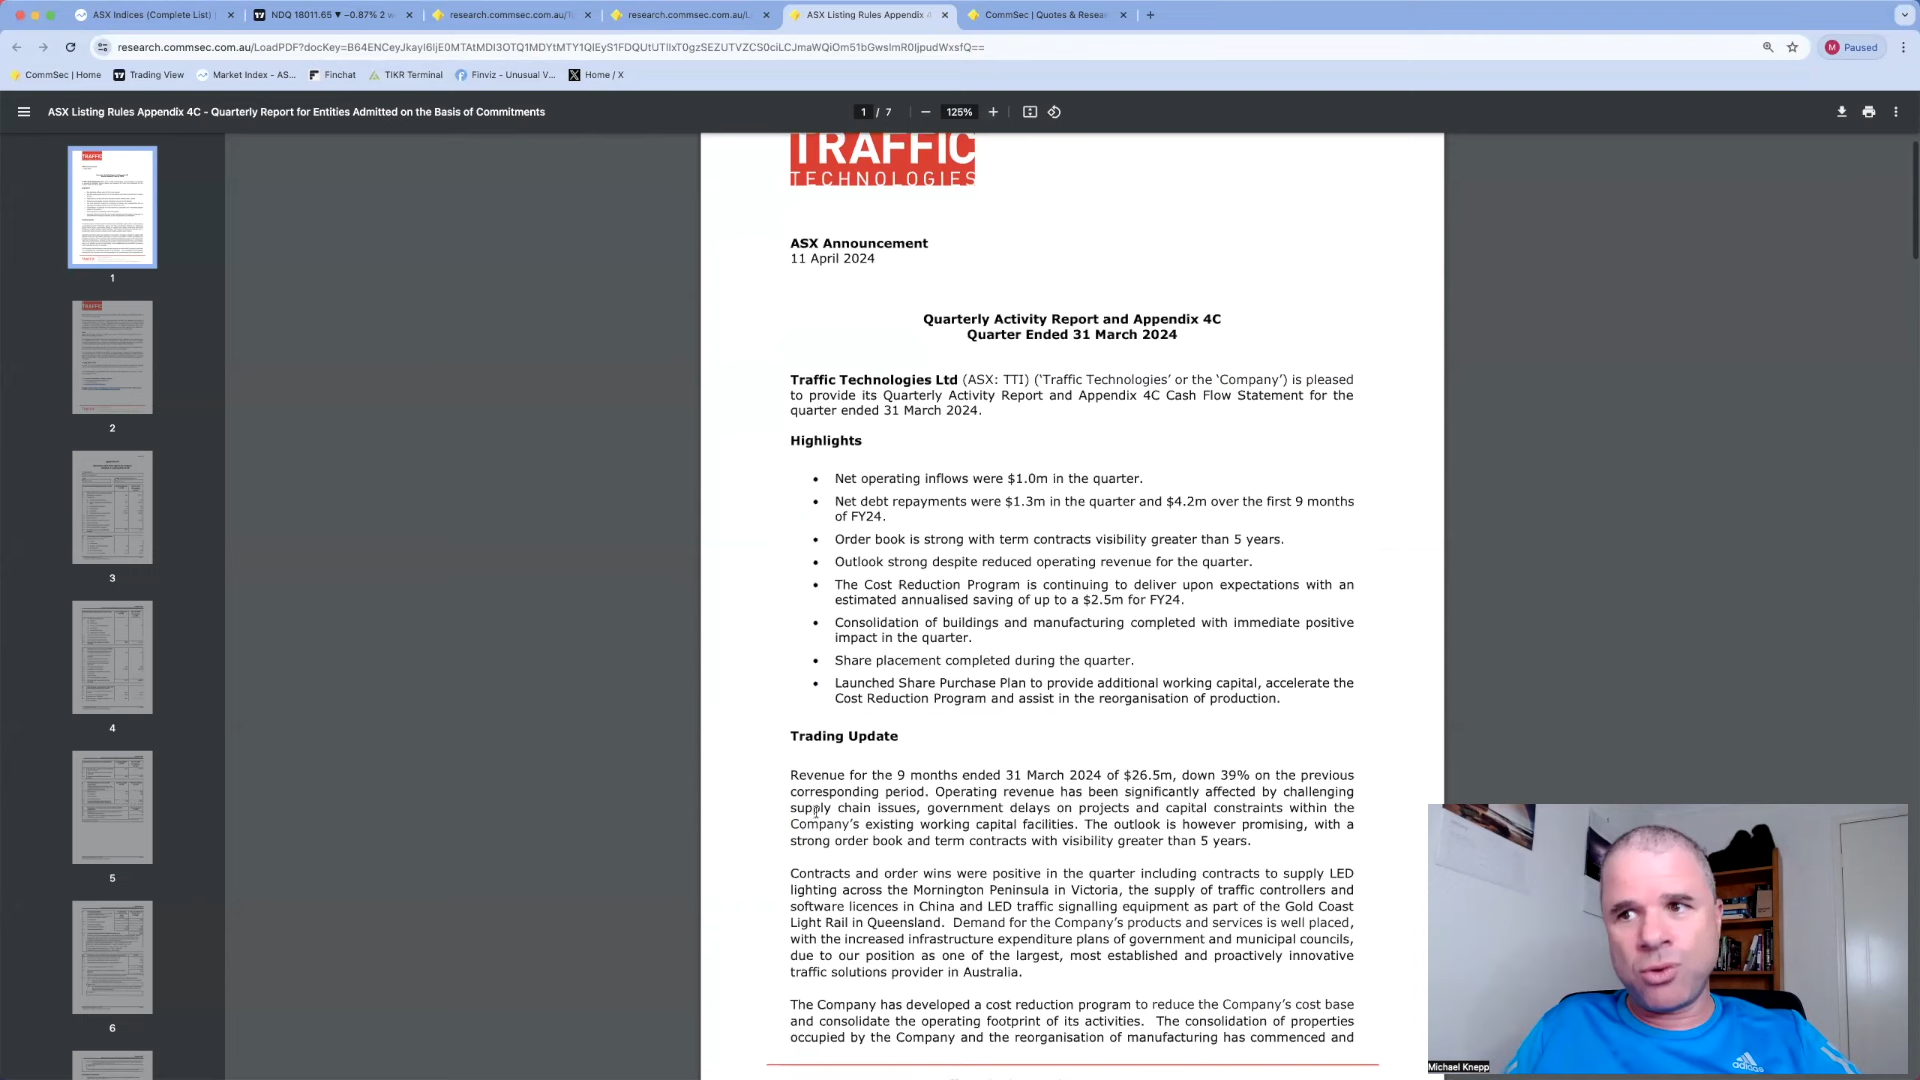 ASX Indices (Complete List)
NDQ 18011.65 ▼ −0.87% 2 w
research.commsec.com.au/
research.commsec.com.au/L
ASX Listing Rules Appendix 4
CommSec | Quotes & Resea
research.commsec.com.au/LoadPDF?docKey=
Paused
CommSec | Home
Trading View
Market Index - AS...
Finchat
TIKR Terminal
Finviz - Unusual V...
Home / X
ASX Listing Rules Appendix 4C - Quarterly Report for Entities Admitted on the Basis of Commitments
1 / 7
125%
TRAFFIC
TECHNOLOGIES
ASX Announcement
11 April 2024
Quarterly Activity Report and Appendix 4C
Quarter Ended 31 March 2024
Traffic Technologies Ltd (ASX: TTI) ('Traffic Technologies' or the 'Company') is pleased
to provide its Quarterly Activity Report and Appendix 4C Cash Flow Statement for the
quarter ended 31 March 2024.
Highlights
• Net operating inflows were $1.0m in the quarter.
• Net debt repayments were $1.3m in the quarter and $4.2m over the first 9 months
of FY24.
• Order book is strong with term contracts visibility greater than 5 years.
• Outlook strong despite reduced operating revenue for the quarter.
• The Cost Reduction Program is continuing to deliver upon expectations with an
estimated annualised saving of up to a $2.5m for FY24.
• Consolidation of buildings and manufacturing completed with immediate positive
impact in the quarter.
• Share placement completed during the quarter.
• Launched Share Purchase Plan to provide additional working capital, accelerate the
Cost Reduction Program and assist in the reorganisation of production.
Trading Update
Revenue for the 9 months ended 31 March 2024 of $26.5m, down 39% on the previous
corresponding period. Operating revenue has been significantly affected by challenging
supply chain issues, government delays on projects and capital constraints within the
Company's existing working capital facilities. The outlook is however promising, with a
strong order book and term contracts with visibility greater than 5 years.
Contracts and order wins were positive in the quarter including contracts to supply LED
lighting across the Mornington Peninsula in Victoria, the supply of traffic controllers and
software licences in China and LED traffic signalling equipment as part of the Gold Coast
Light Rail in Queensland. Demand for the Company's products and services is well placed,
with the increased infrastructure expenditure plans of government and municipal councils,
due to our position as one of the largest, most established and proactively innovative
traffic solutions provider in Australia.
The Company has developed a cost reduction program to reduce the Company's cost base
and consolidate the operating footprint of its activities. The consolidation of properties
occupied by the Company and the reorganisation of manufacturing has commenced and
1
2
3
4
5
6
M
adidas
Michael Knepp